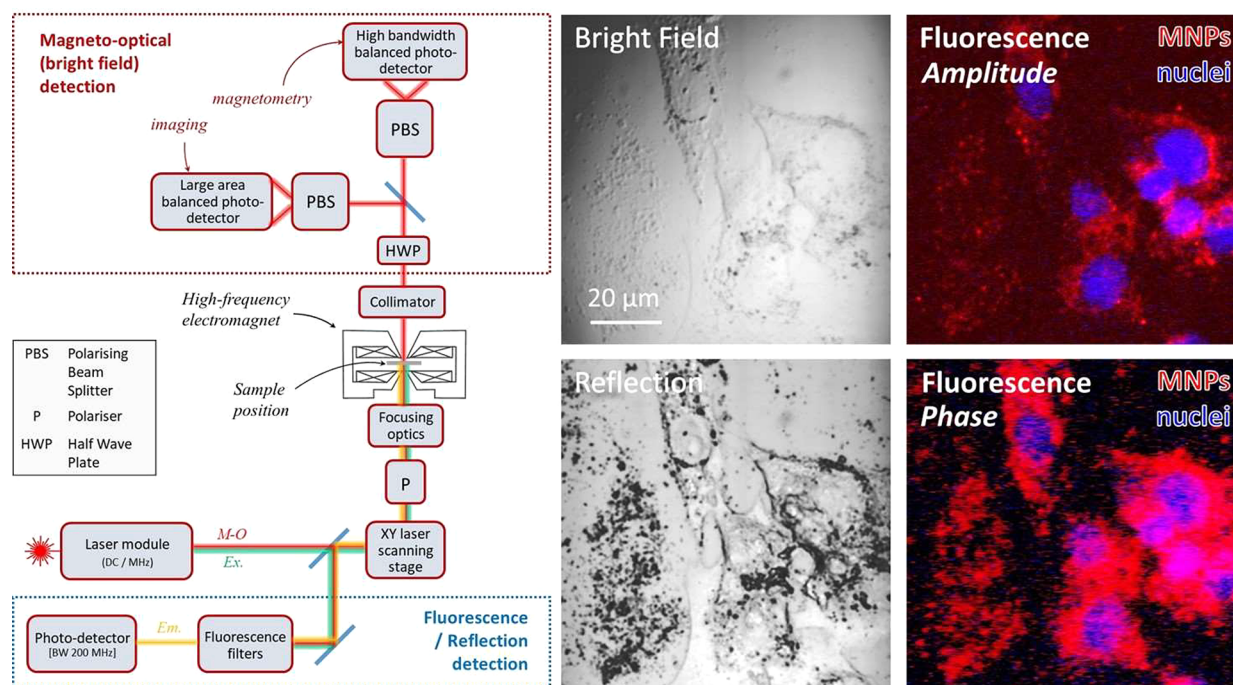 Magneto-optical
(bright field)
detection
High bandwidth
balanced photo-
detector
magnetometry
PBS
imaging
Large area
balanced photo-
detector
PBS
HWP
Collimator
High-frequency
electromagnet
Sample
position
Focusing
optics
P
XY laser
scanning
stage
PBS Polarising
Beam
Splitter
P Polariser
HWP Half Wave
Plate
Laser module
(DC / MHz)
M-O
Ex.
Photo-detector
[BW 200 MHz]
Em.
Fluorescence
filters
Fluorescence
/ Reflection
detection
Bright Field
20 μm
Fluorescence
Amplitude
MNPs
nuclei
Reflection
Fluorescence
Phase
MNPs
nuclei